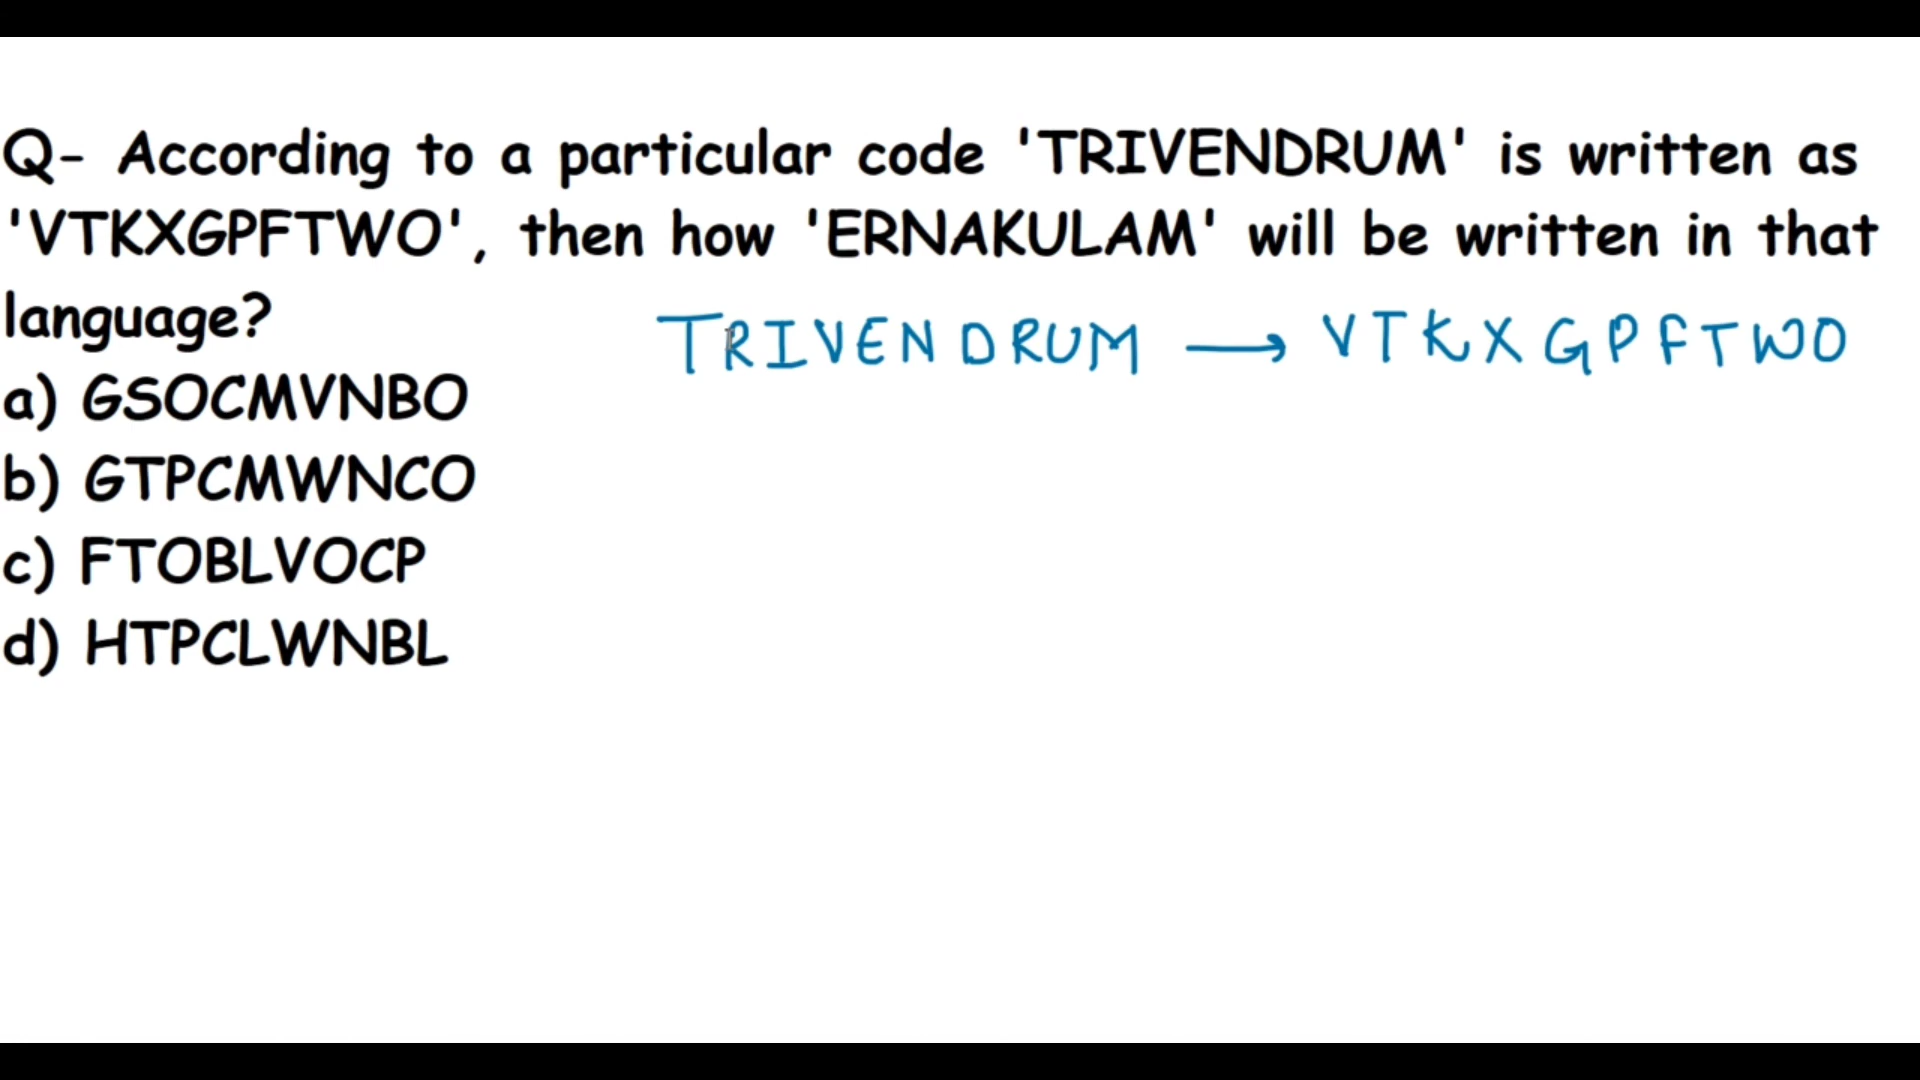 Q- According to a particular code 'TRIVENDRUM' is written as
'VTKXGPFTWO', then how 'ERNAKULAM' will be written in that
language?
TRIVENDRUM → VTKXGPFTWO
a) GSOCMVNBO
b) GTPCMWNCO
c) FTOBLVOCP
d) HTPCLWNBL